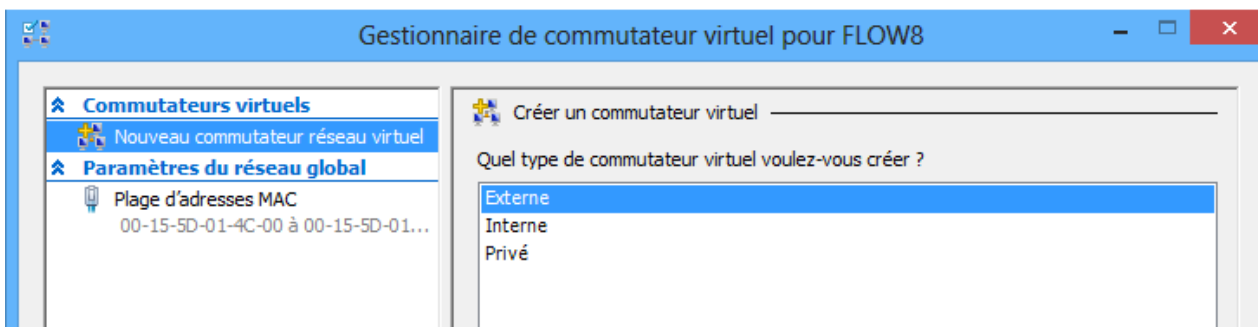 Gestionnaire de commutateur virtuel pour FLOW8
Commutateurs virtuels
Nouveau commutateur réseau virtuel
Paramètres du réseau global
Plage d'adresses MAC
00-15-5D-01-4C-00 à 00-15-5D-01...
Créer un commutateur virtuel
Quel type de commutateur virtuel voulez-vous créer ?
Externe
Interne
Privé